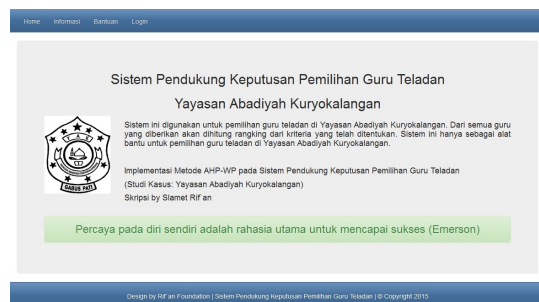 Home Informasi Bantuan Login
Sistem Pendukung Keputusan Pemilihan Guru Teladan
Yayasan Abadiyah Kuryokalangan
Sistem ini digunakan untuk pemilihan guru teladan di Yayasan Abadiyah Kuryokalangan. Dari semua guru
yang diberikan akan dihitung rangking dari kriteria yang telah ditentukan. Sistem ini hanya sebagai alat
bantu untuk pemilihan guru teladan di Yayasan Abadiyah Kuryokalangan.
Implementasi Metode AHP-WP pada Sistem Pendukung Keputusan Pemilihan Guru Teladan
(Studi Kasus: Yayasan Abadiyah Kuryokalangan)
Skripsi by Slamet Rif an
GABUS PATI
Percaya pada diri sendiri adalah rahasia utama untuk mencapai sukses (Emerson)
Design by Rif'an Foundation | Sistem Pendukung Keputusan Pemilihan Guru Teladan | © Copyright 2015